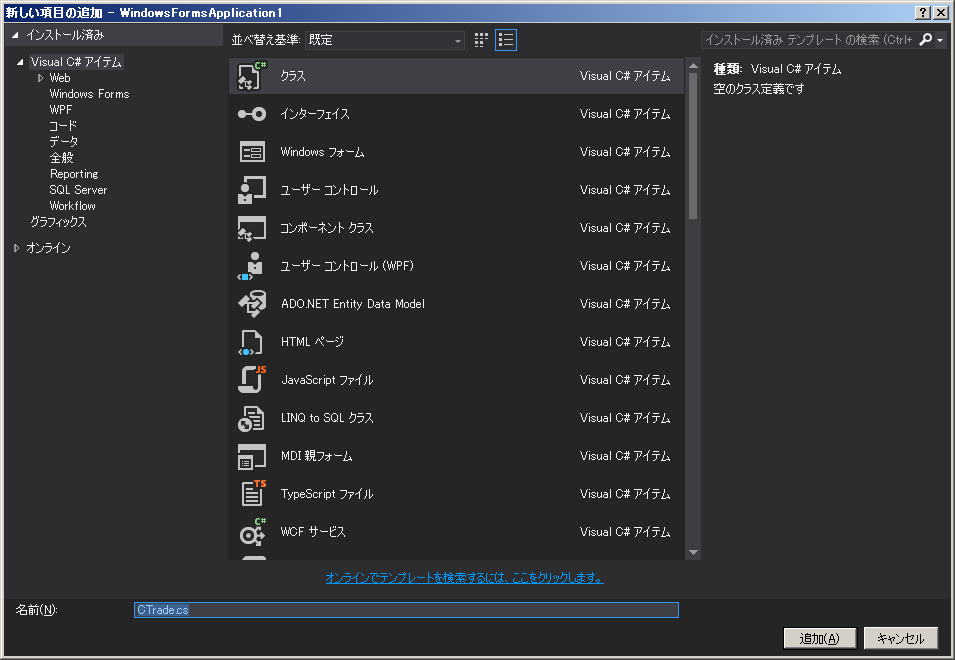 新しい項目の追加 - WindowsFormsApplication1
インストール済み
並べ替え基準: 既定
インストール済み テンプレート の検索 (Ctrl+
Visual C# アイテム
Web
Windows Forms
WPF
コード
データ
全般
Reporting
SQL Server
Workflow
グラフィックス
オンライン
クラス Visual C# アイテム
インターフェイス Visual C# アイテム
Windows フォーム Visual C# アイテム
ユーザー コントロール Visual C# アイテム
コンポーネント クラス Visual C# アイテム
ユーザー コントロール (WPF) Visual C# アイテム
ADO.NET Entity Data Model Visual C# アイテム
HTML ページ Visual C# アイテム
JavaScript ファイル Visual C# アイテム
LINQ to SQL クラス Visual C# アイテム
MDI 親フォーム Visual C# アイテム
TypeScript ファイル Visual C# アイテム
WCF サービス Visual C# アイテム
種類: Visual C# アイテム
空のクラス定義です
オンラインでテンプレートを検索するには、ここをクリックします。
名前(N): CTrade.cs
追加(A) キャンセル
C#
JS
TS
C#